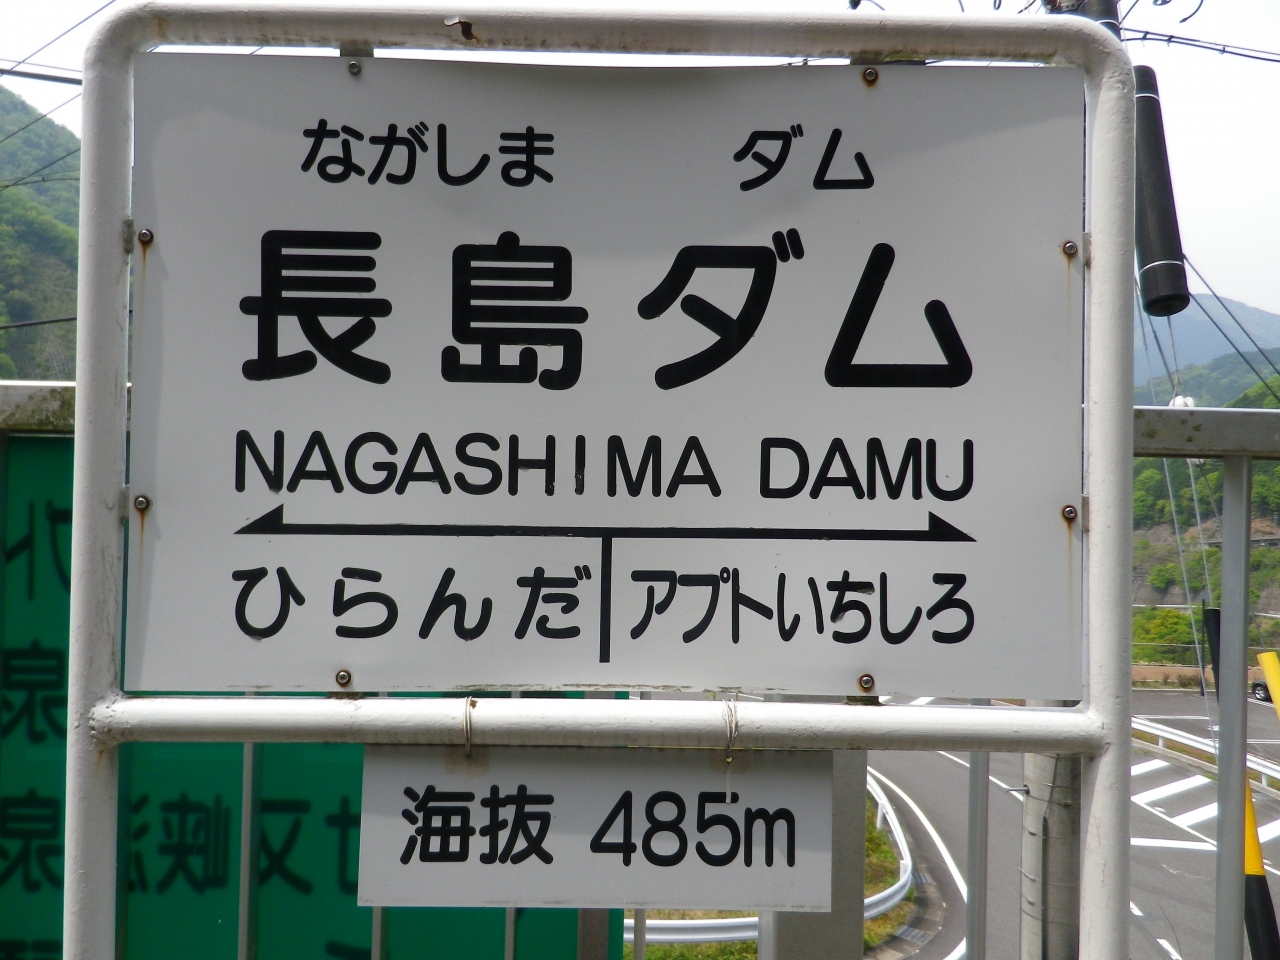 ながしま ダム
長島ダム
NAGASHIMA DAMU
ひらんだ アプトいちしろ
海抜 485m